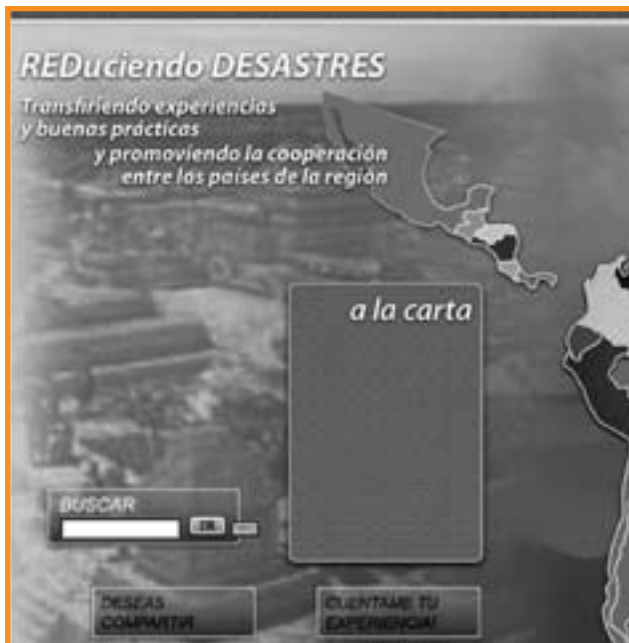 REDuciendo DESASTRES
Transfiriendo experiencias
y buenas prácticas
y promoviendo la cooperación
entre los países de la región
a la carta
BUSCAR
DESEAS
COMPARTIR
CUENTAME TU
EXPERIENCIA!